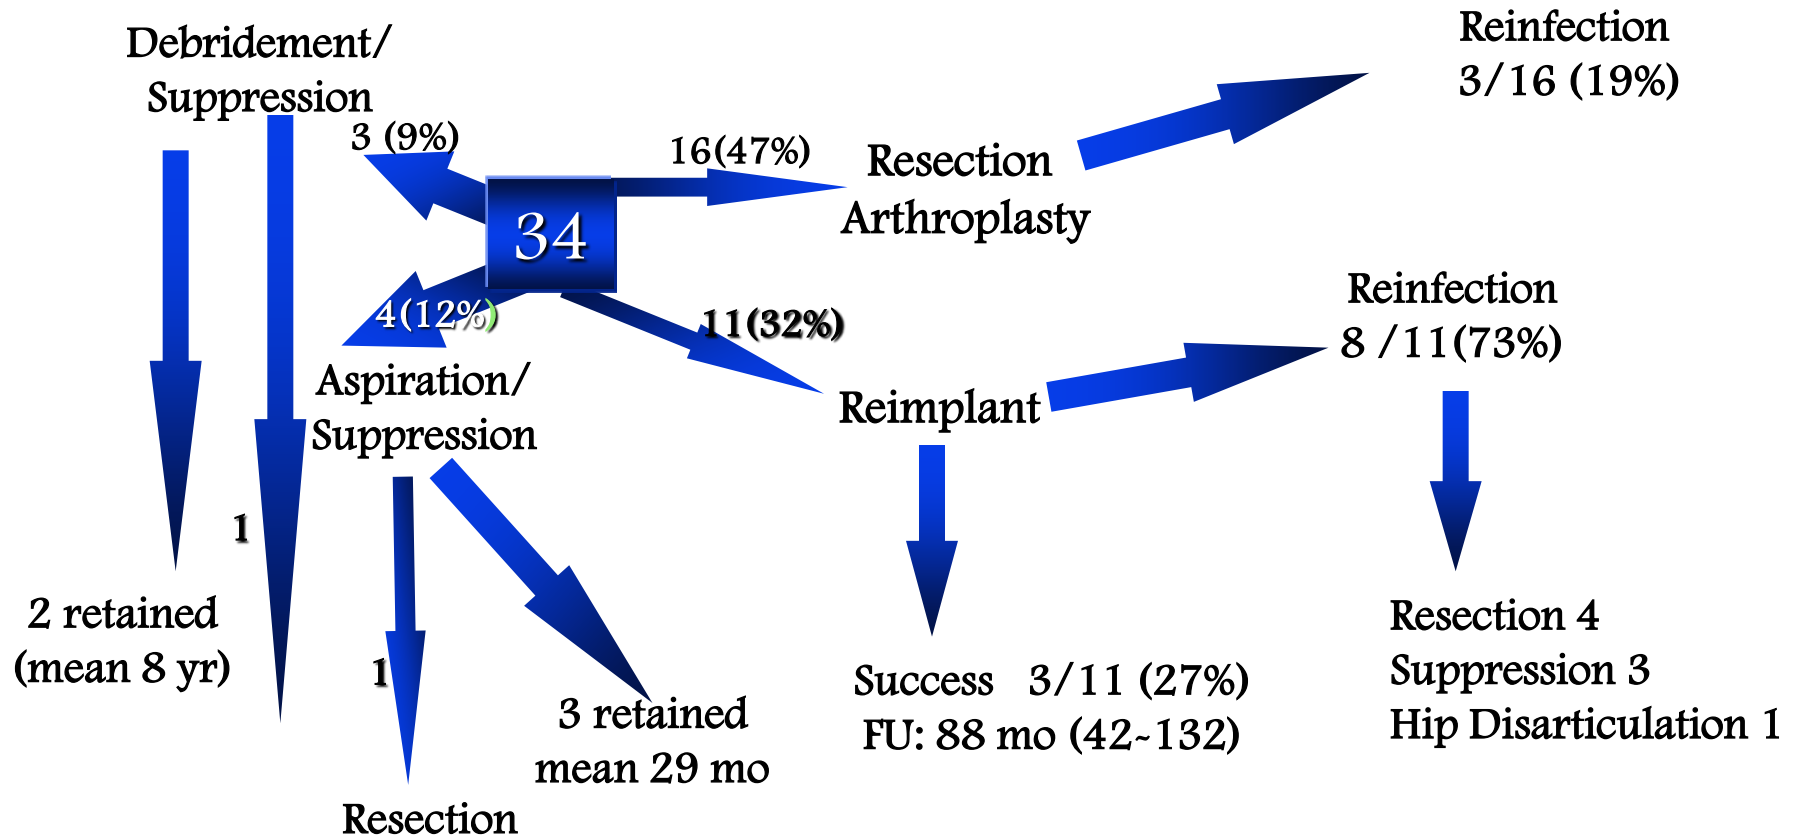 Debridement/
Suppression
3 (9%)
34
16(47%)
Resection
Arthroplasty
Reinfection
3/16 (19%)
4(12%)
11(32%)
Aspiration/
Suppression
Reimplant
Reinfection
8 /11(73%)
1
2 retained
(mean 8 yr)
1
Resection
3 retained
mean 29 mo
Success 3/11 (27%)
FU: 88 mo (42~132)
Resection 4
Suppression 3
Hip Disarticulation 1